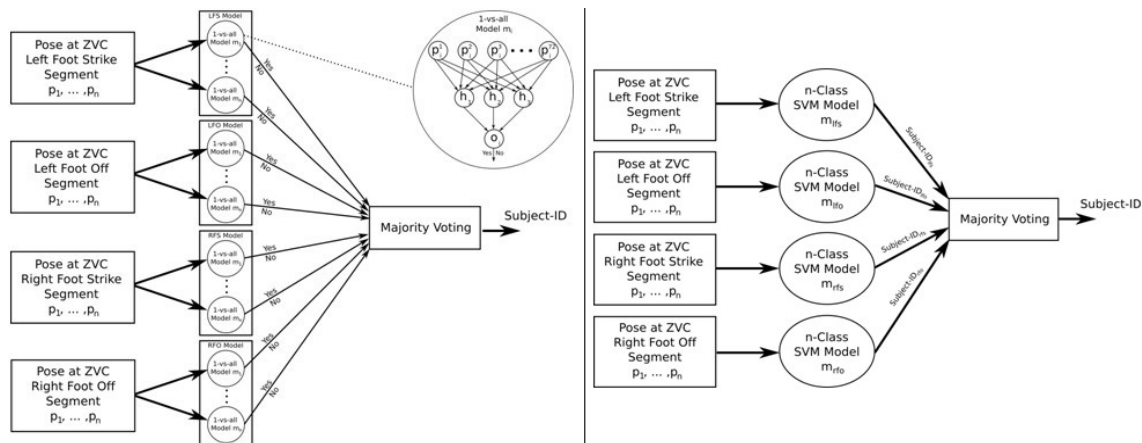 Pose at ZVC
Left Foot Strike
Segment
p₁, ... ,pₙ
LFS Model
1-vs-all
Model m₁
1-vs-all
Model mₙ
Yes
No
Yes
No
1-vs-all
Model mᵢ
h₁
h₂
h₃
o
Yes No
Pose at ZVC
Left Foot Off
Segment
p₁, ... ,pₙ
LFO Model
1-vs-all
Model m₁
1-vs-all
Model mₙ
Yes
No
Yes
No
Pose at ZVC
Right Foot Strike
Segment
p₁, ... ,pₙ
RFS Model
1-vs-all
Model m₁
1-vs-all
Model mₙ
Yes
No
Yes
No
Pose at ZVC
Right Foot Off
Segment
p₁, ... ,pₙ
RFO Model
1-vs-all
Model m₁
1-vs-all
Model mₙ
Yes
No
Yes
No
Majority Voting
Subject-ID
Pose at ZVC
Left Foot Strike
Segment
p₁, ... ,pₙ
n-Class
SVM Model
mlfs
Subject-ID
Pose at ZVC
Left Foot Off
Segment
p₁, ... ,pₙ
n-Class
SVM Model
mlfo
Subject-ID
Pose at ZVC
Right Foot Strike
Segment
p₁, ... ,pₙ
n-Class
SVM Model
mrfs
Subject-ID
Pose at ZVC
Right Foot Off
Segment
p₁, ... ,pₙ
n-Class
SVM Model
mrfo
Subject-ID
Majority Voting
Subject-ID